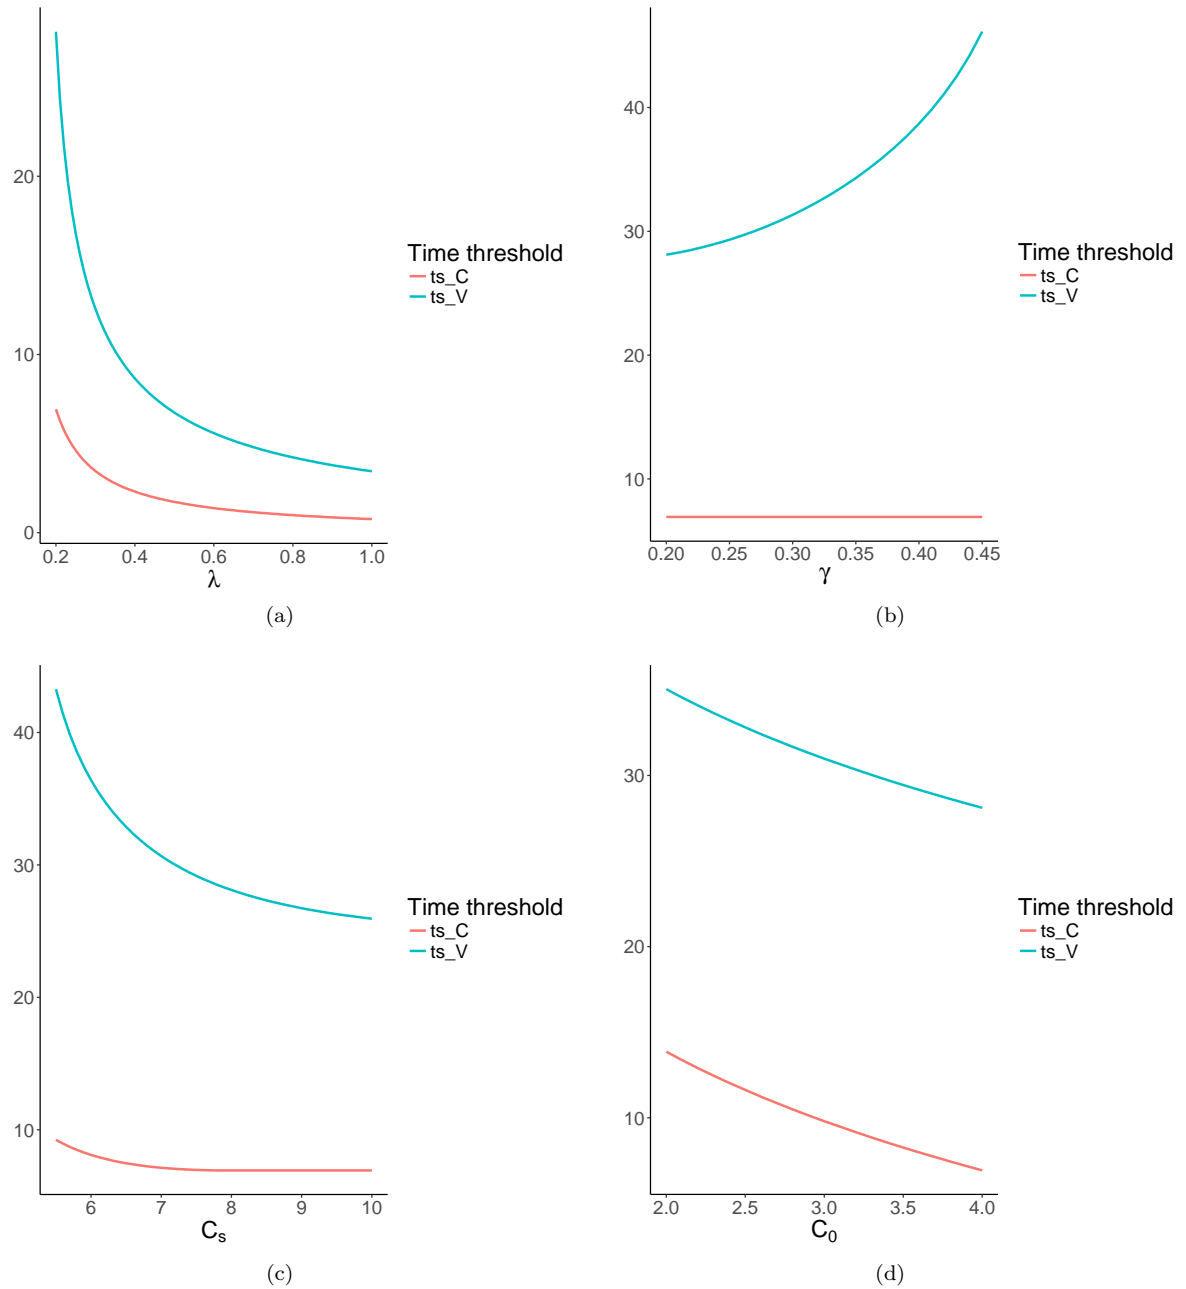 20
10
0
0.2 0.4 0.6 0.8 1.0
λ
Time threshold
ts_C
ts_V
(a)
40
30
20
10
0.20 0.25 0.30 0.35 0.40 0.45
γ
Time threshold
ts_C
ts_V
(b)
40
30
20
10
6 7 8 9 10
Cs
Time threshold
ts_C
ts_V
(c)
30
20
10
2.0 2.5 3.0 3.5 4.0
C0
Time threshold
ts_C
ts_V
(d)